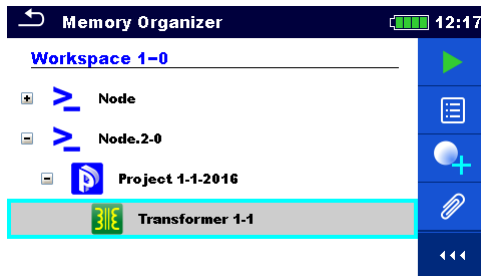 Memory Organizer 12:17
Workspace 1-0
Node
Node.2-0
Project 1-1-2016
Transformer 1-1